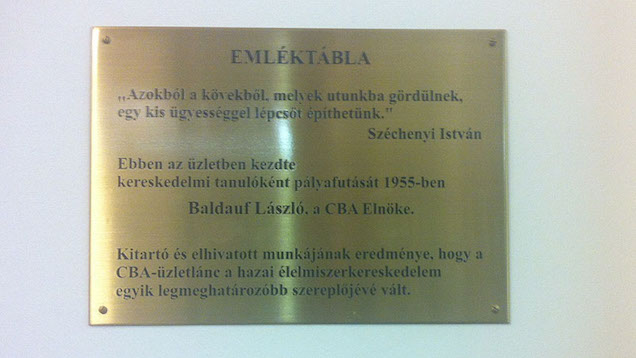 EMLÉKTÁBLA
„Azokból a kövekből, melyek utunkba gördülnek,
egy kis ügyességgel lépcsőt építhetünk."
Széchenyi István
Ebben az üzletben kezdte
kereskedelmi tanulóként pályafutását 1955-ben
Baldauf László, a CBA Elnöke.
Kitartó és elhivatott munkájának eredménye, hogy a
CBA-üzletlánc a hazai élelmiszerkereskedelem
egyik legmeghatározóbb szereplőjévé vált.